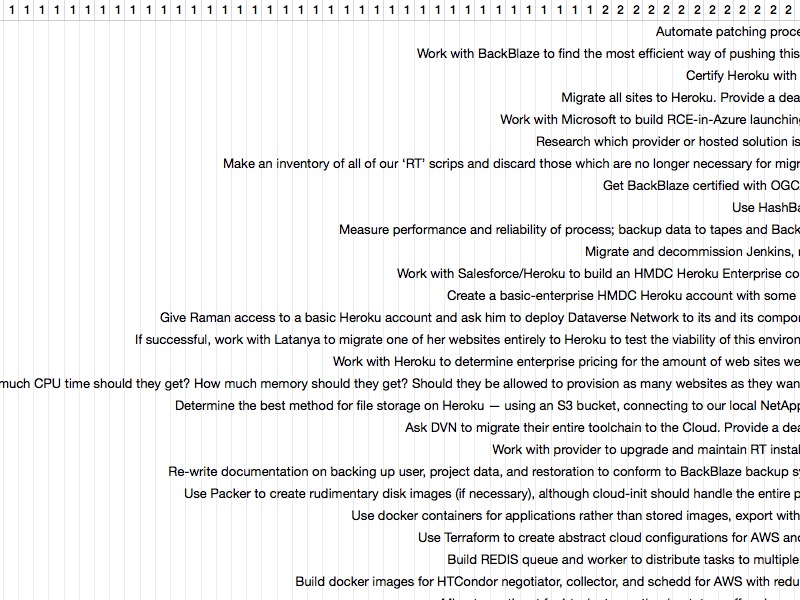 1 1 1 1 1 1 1 1 1 1 1 1 1 1 1 1 1 1 1 1 1 1 1 1 1 1 1 1 1 1 1 1 1 1 1 1 1 1 1 2 2 2 2 2 2 2 2 2 2 2 2 2
Automate patching proce
Work with BackBlaze to find the most efficient way of pushing this
Certify Heroku with
Migrate all sites to Heroku. Provide a dea
Work with Microsoft to build RCE-in-Azure launching
Research which provider or hosted solution is
Make an inventory of all of our ‘RT’ scrips and discard those which are no longer necessary for migr
Get BackBlaze certified with OGC
Use HashBa
Measure performance and reliability of process; backup data to tapes and Back
Migrate and decommission Jenkins,
Work with Salesforce/Heroku to build an HMDC Heroku Enterprise co
Create a basic-enterprise HMDC Heroku account with some
Give Raman access to a basic Heroku account and ask him to deploy Dataverse Network to its and its compor
If successful, work with Latanya to migrate one of her websites entirely to Heroku to test the viability of this environ
Work with Heroku to determine enterprise pricing for the amount of web sites we
much CPU time should they get? How much memory should they get? Should they be allowed to provision as many websites as they wan
Determine the best method for file storage on Heroku — using an S3 bucket, connecting to our local NetApp
Ask DVN to migrate their entire toolchain to the Cloud. Provide a dea
Work with provider to upgrade and maintain RT instal
Re-write documentation on backing up user, project data, and restoration to conform to BackBlaze backup sy
Use Packer to create rudimentary disk images (if necessary), although cloud-init should handle the entire p
Use docker containers for applications rather than stored images, export with
Use Terraform to create abstract cloud configurations for AWS and
Build REDIS queue and worker to distribute tasks to multiple
Build docker images for HTCondor negotiator, collector, and schedd for AWS with redu